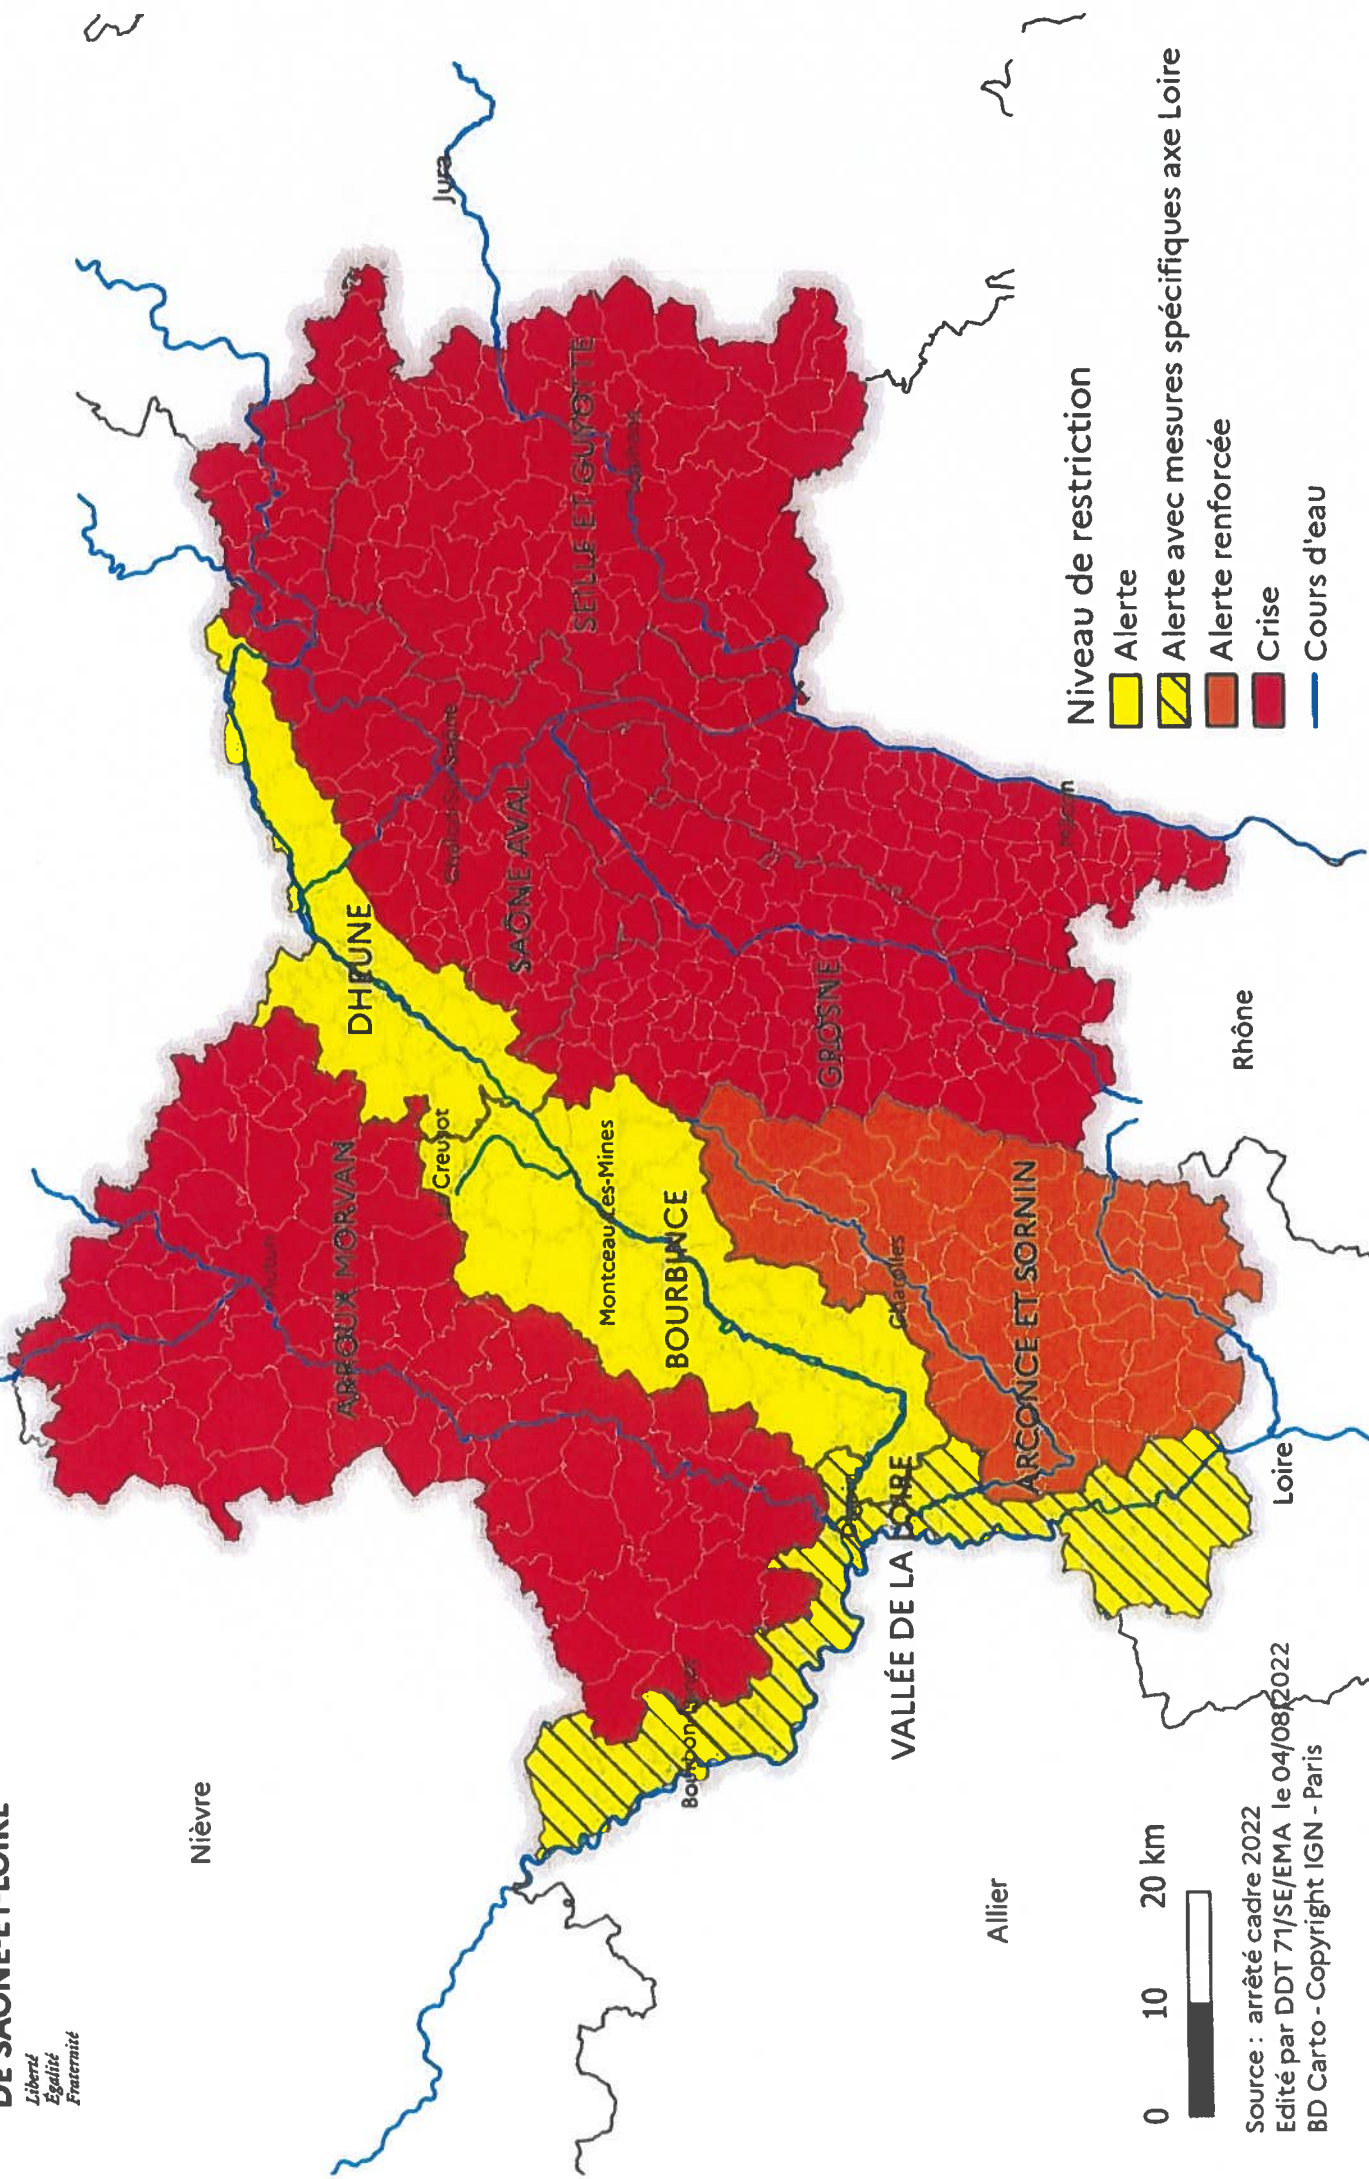 DE SAÔNE-ET-LOIRE
Liberté
Égalité
Fraternité
Nièvre
Jura
Allier
Loire
Rhône
ARROUX MORVAN
Autun
DHEUNE
Creusot
Montceau-Les-Mines
BOURBINCE
SAÔNE AVAL
SEILLE ET GUYOTTE
GROSNE
Mâcon
Charolles
ARCONCE ET SORNIN
VALLÉE DE LA LOIRE
Niveau de restriction
Alerte
Alerte avec mesures spécifiques axe Loire
Alerte renforcée
Crise
Cours d'eau
0 10 20 km
Source : arrêté cadre 2022
Edité par DDT 71/SE/EMA le 04/08/2022
BD Carto - Copyright IGN - Paris